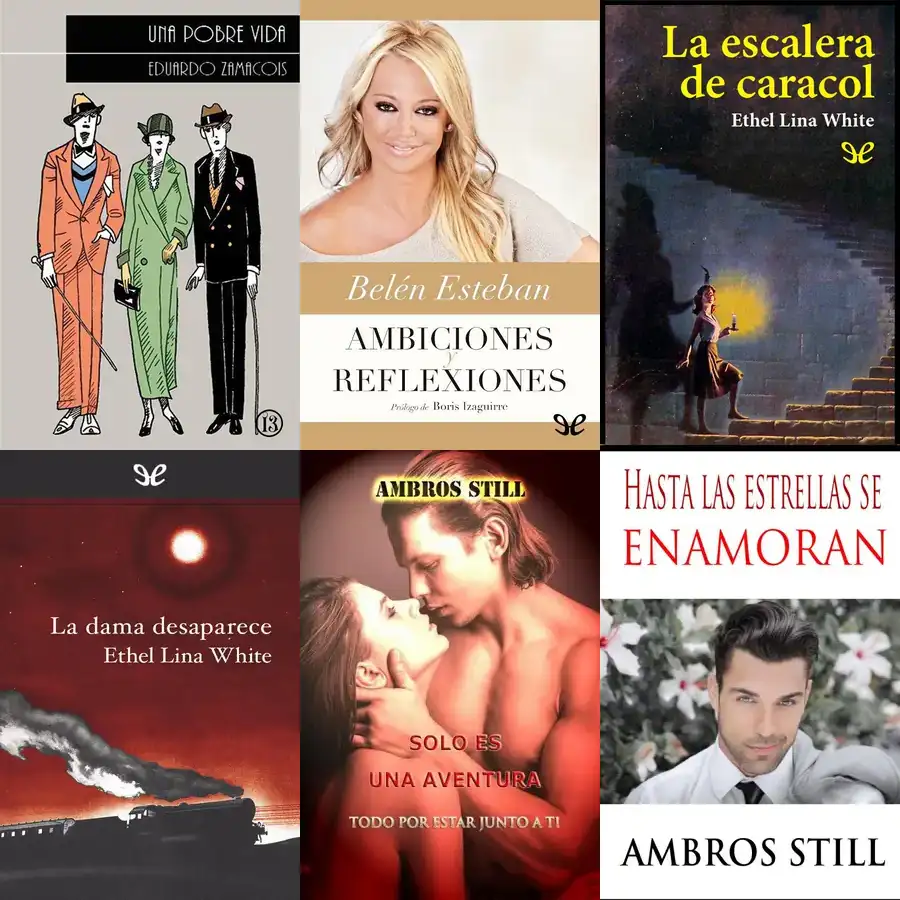 UNA POBRE VIDA
EDUARDO ZAMACOIS
13
Belén Esteban
AMBICIONES
y
REFLEXIONES
Prólogo de Boris Izaguirre
La escalera
de caracol
Ethel Lina White
La dama desaparece
Ethel Lina White
AMBROS STILL
SOLO ES
UNA AVENTURA
TODO POR ESTAR JUNTO A TI
HASTA LAS ESTRELLAS SE
ENAMORAN
AMBROS STILL